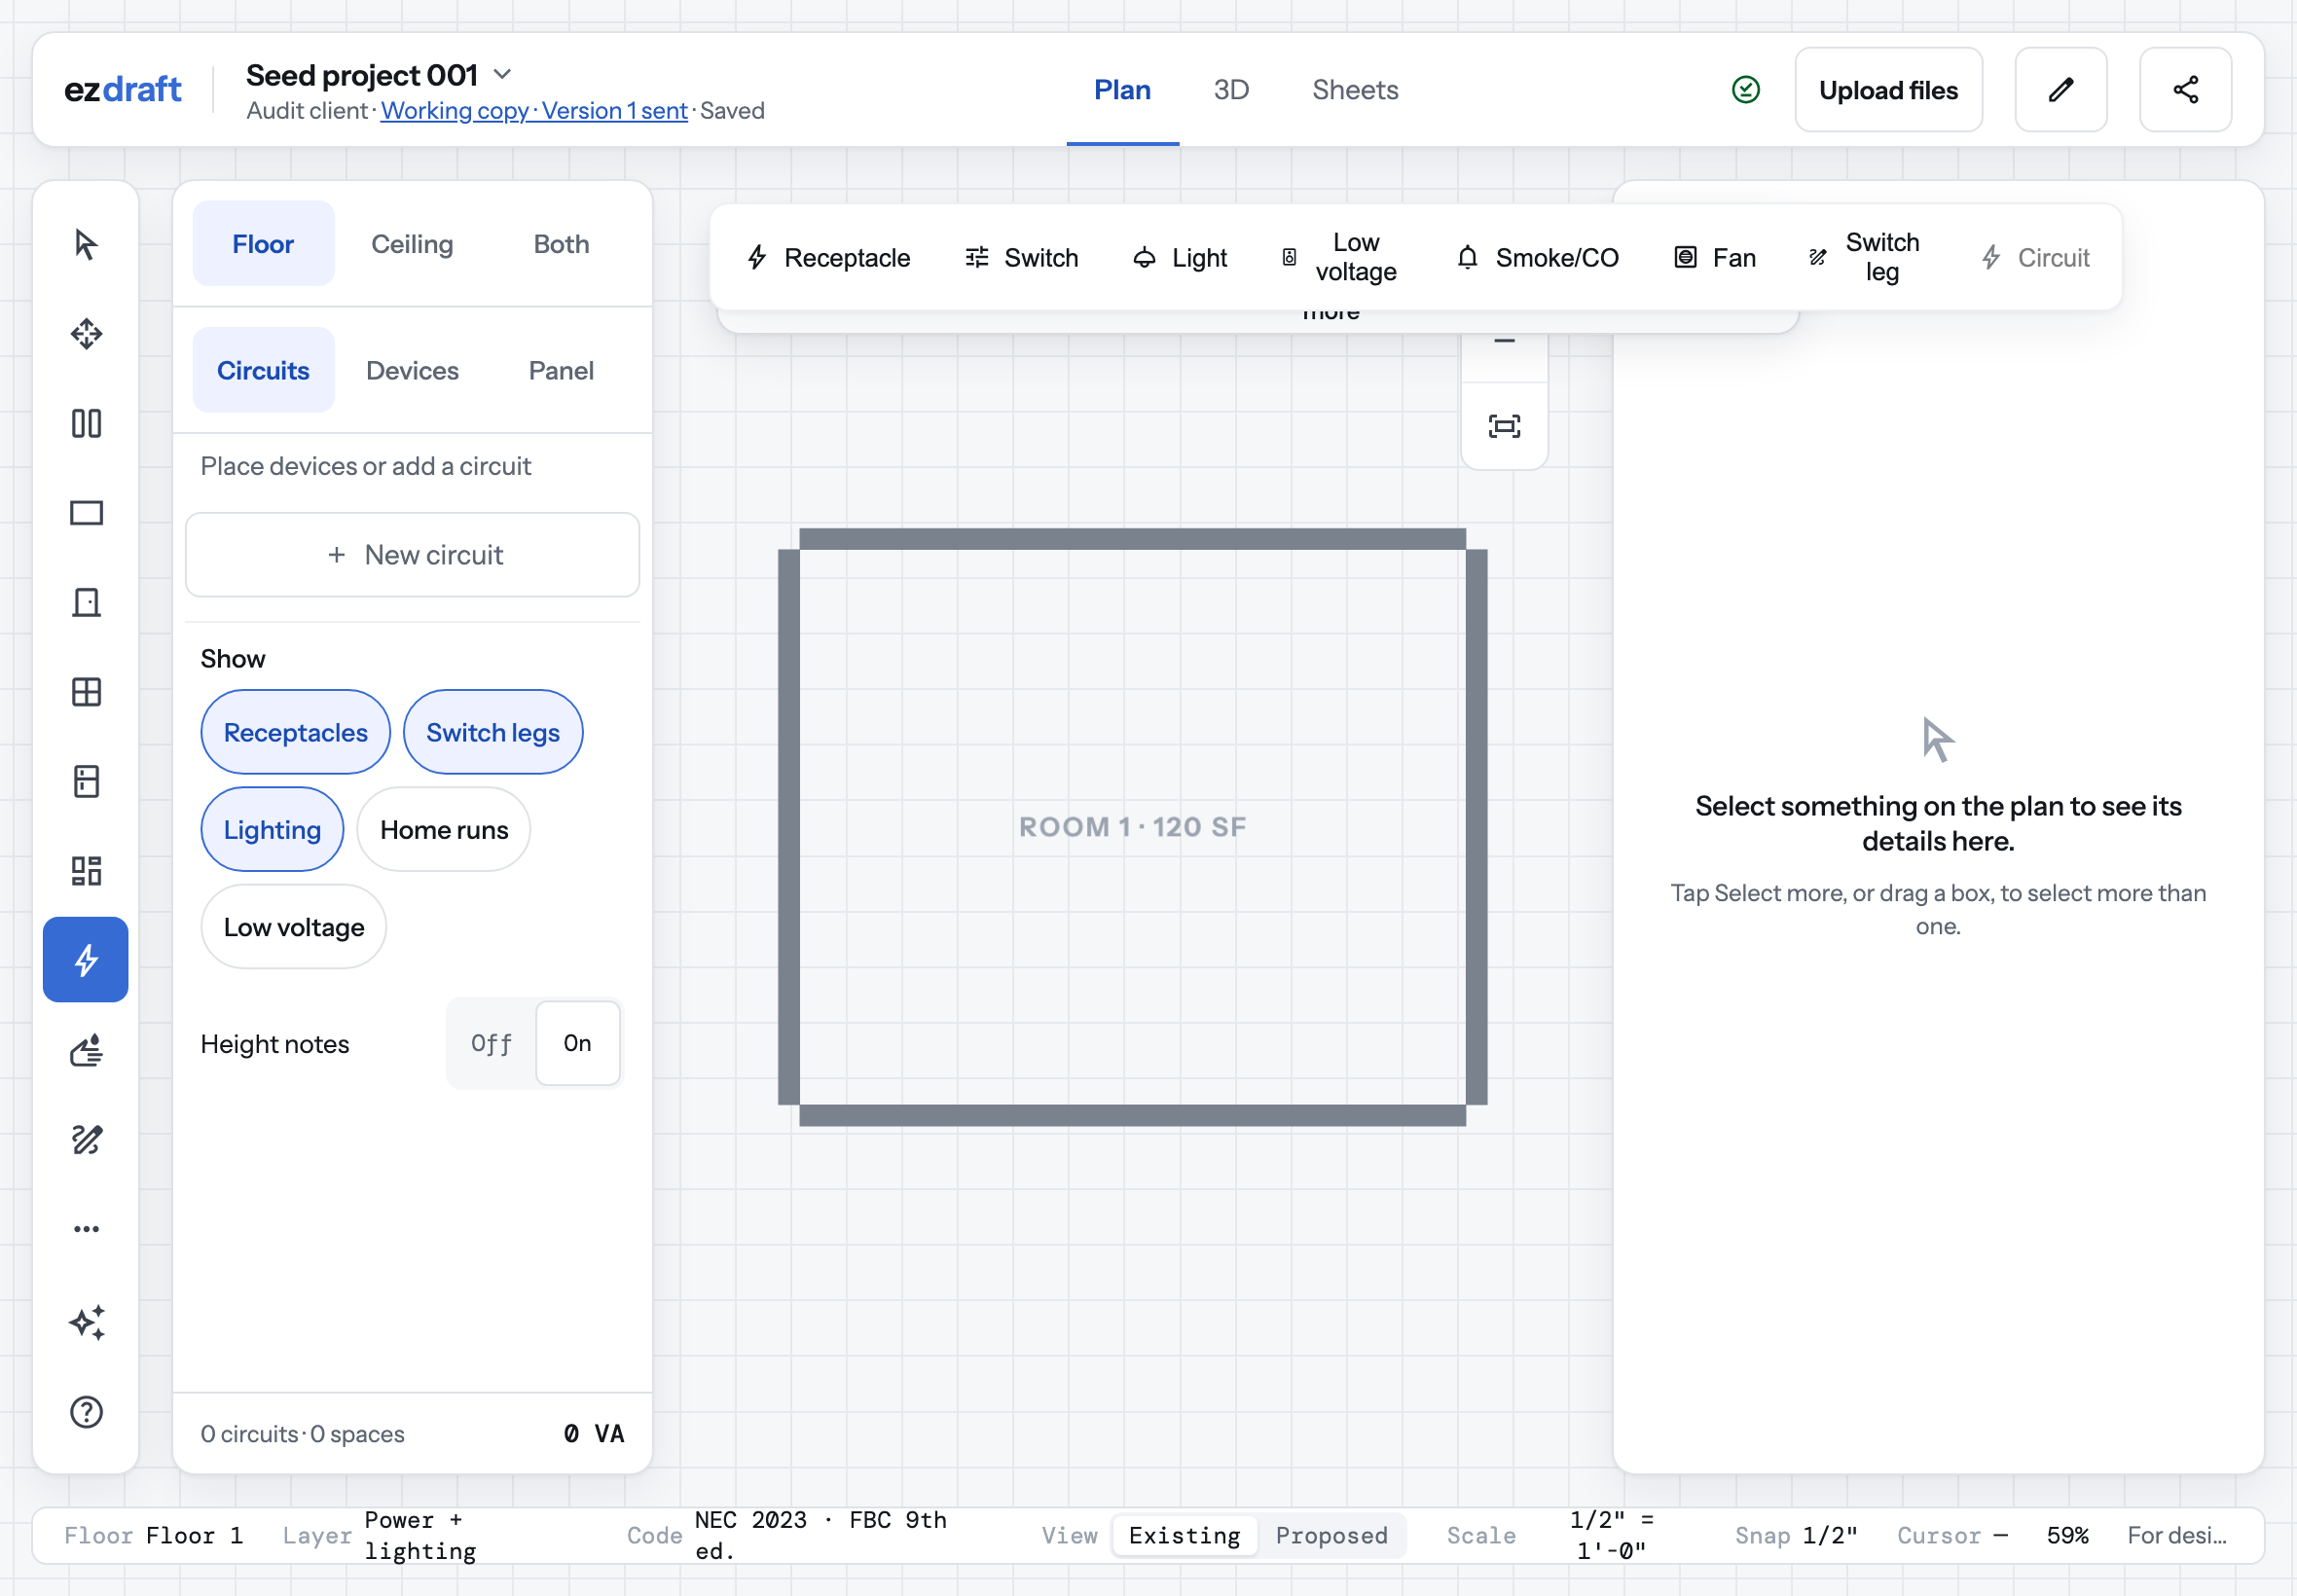 ezdraft
Seed project 001
Audit client · Working copy · Version 1 sent · Saved
Plan
3D
Sheets
Upload files
Floor
Ceiling
Both
Circuits
Devices
Panel
Place devices or add a circuit
+ New circuit
Show
Receptacles
Switch legs
Lighting
Home runs
Low voltage
Height notes
Off
On
0 circuits · 0 spaces
0 VA
Receptacle
Switch
Light
Low
voltage
Smoke/CO
Fan
Switch
leg
Circuit
more
ROOM 1 · 120 SF
Select something on the plan to see its
details here.
Tap Select more, or drag a box, to select more than
one.
Floor Floor 1
Layer
Power +
lighting
Code
NEC 2023 · FBC 9th
ed.
View
Existing
Proposed
Scale
1/2" =
1'-0"
Snap 1/2"
Cursor —
59%
For desi…